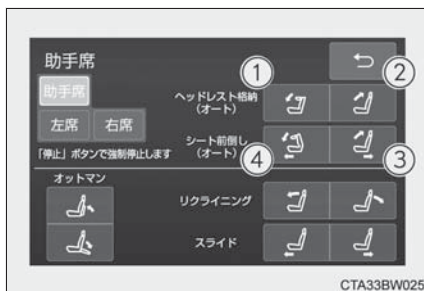 助手席
① ②
助手席
ヘッドレスト格納
(オート)
左席 右席
シート前倒し
(オート)
「停止」ボタンで強制停止します
④ ③
オットマン
リクライニング
スライド
CTA33BW025